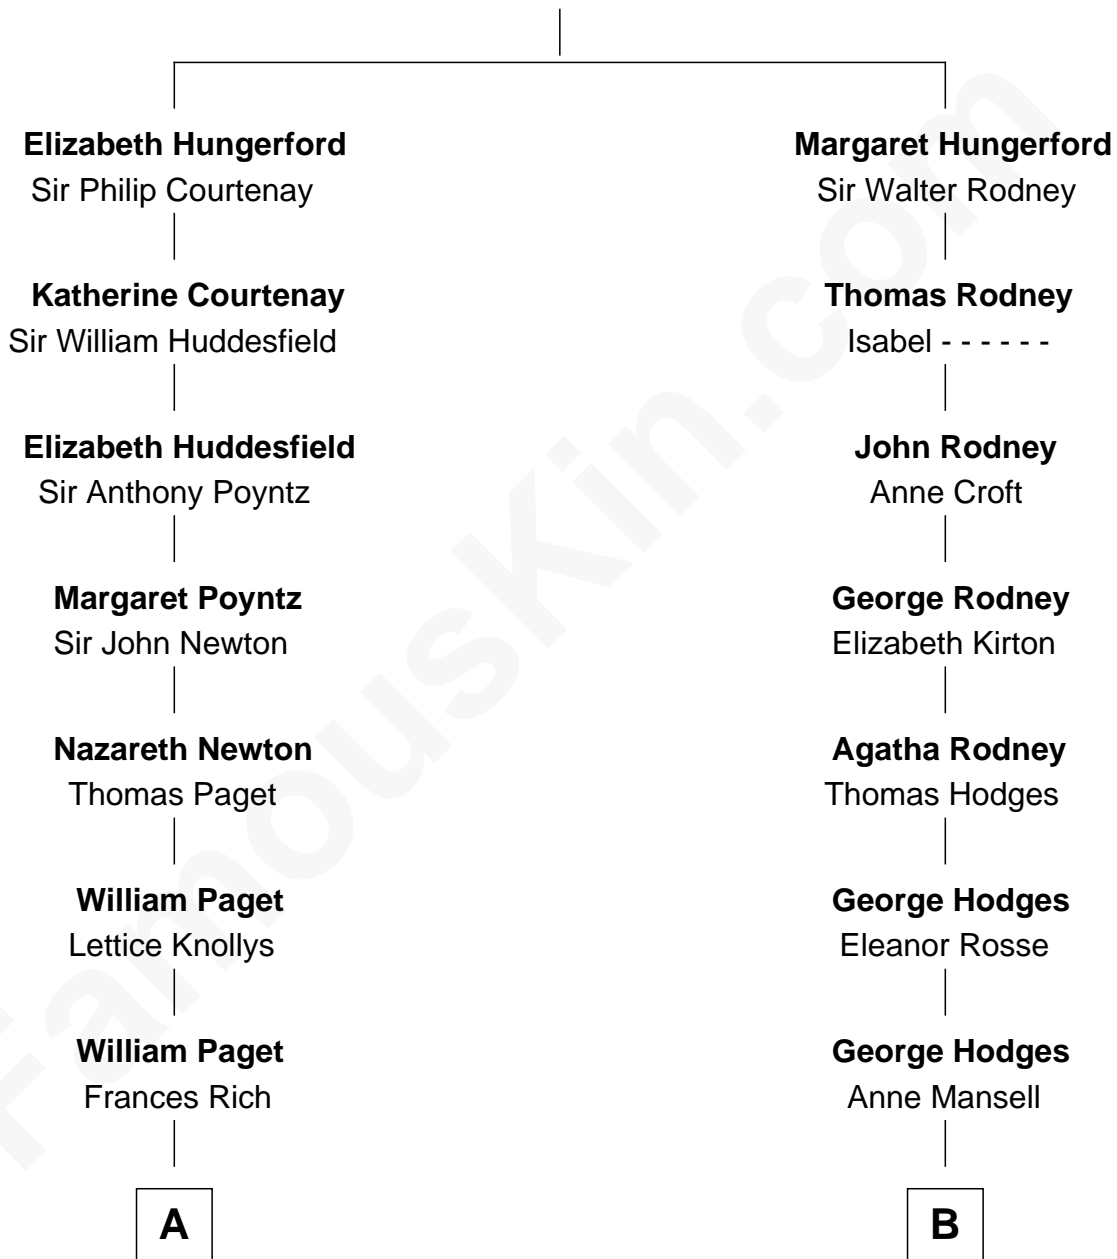 Elizabeth Hungerford
Sir Philip Courtenay
Katherine Courtenay
Sir William Huddesfield
Elizabeth Huddesfield
Sir Anthony Poyntz
Margaret Poyntz
Sir John Newton
Nazareth Newton
Thomas Paget
William Paget
Lettice Knollys
William Paget
Frances Rich
A
Margaret Hungerford
Sir Walter Rodney
Thomas Rodney
Isabel - - - - - -
John Rodney
Anne Croft
George Rodney
Elizabeth Kirton
Agatha Rodney
Thomas Hodges
George Hodges
Eleanor Rosse
George Hodges
Anne Mansell
B
FamousKin.com